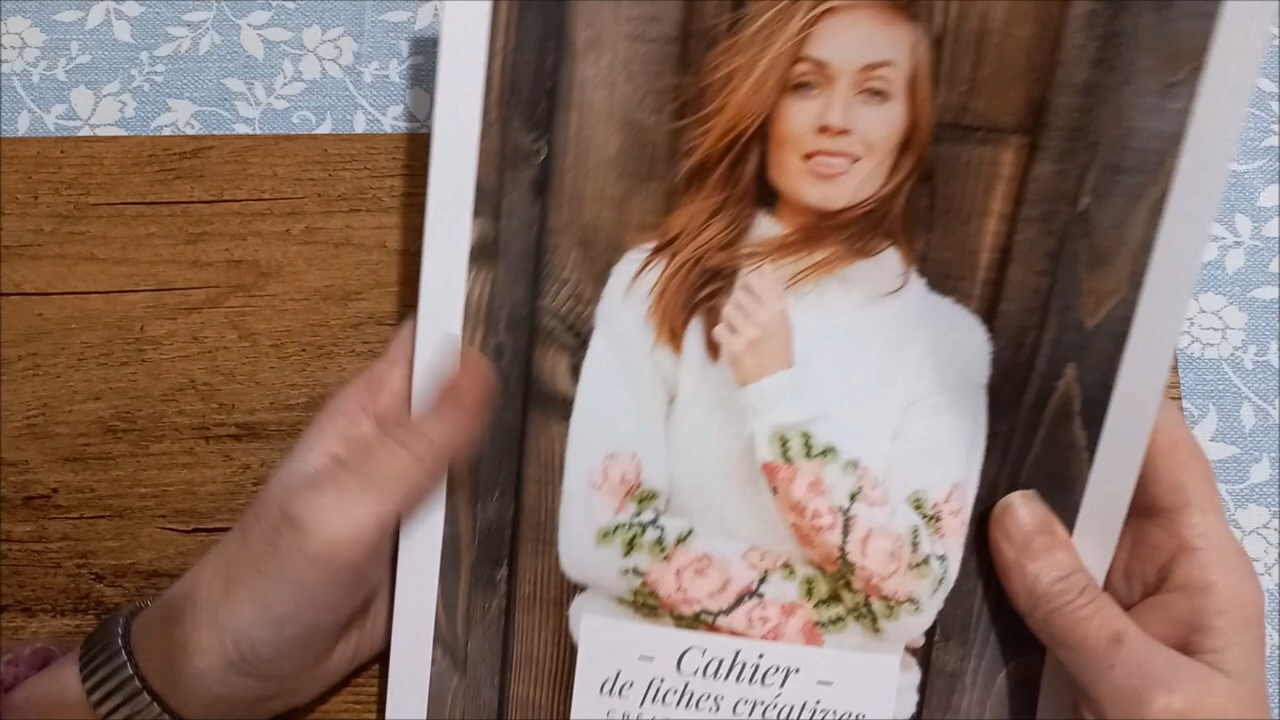 - Cahier -
de fiches créatives